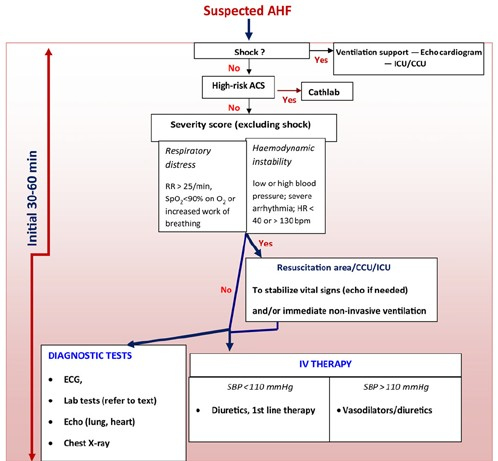 Suspected AHF
Initial 30-60 min
Shock ?
Yes
Ventilation support — Echocardiogram
— ICU/CCU
No
High-risk ACS
Yes
Cathlab
No
Severity score (excluding shock)
Respiratory
distress
RR > 25/min,
SpO₂<90% on O₂ or
increased work of
breathing
Haemodynamic
instability
low or high blood
pressure; severe
arrhythmia; HR <
40 or > 130 bpm
Yes
No
Resuscitation area/CCU/ICU
To stabilize vital signs (echo if needed)
and/or immediate non-invasive ventilation
DIAGNOSTIC TESTS
• ECG,
• Lab tests (refer to text)
• Echo (lung, heart)
• Chest X-ray
IV THERAPY
SBP < 110 mmHg
• Diuretics, 1st line therapy
SBP > 110 mmHg
• Vasodilators/diuretics